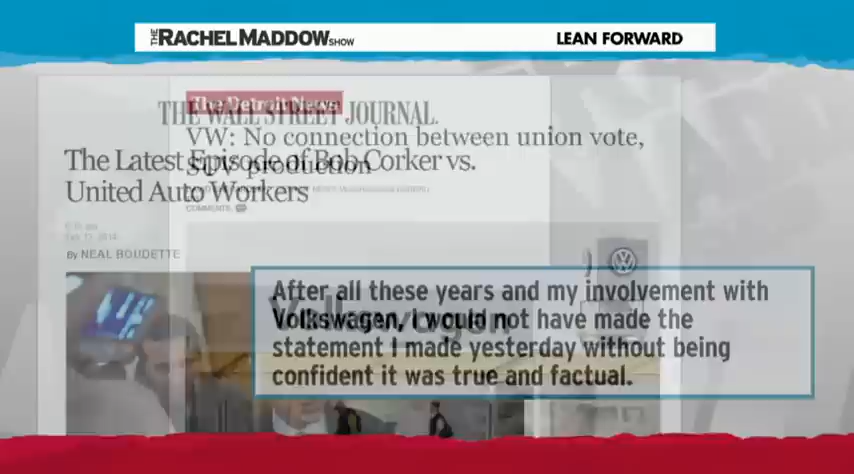 THE RACHEL MADDOW SHOW
LEAN FORWARD
The Detroit News
THE WALL STREET JOURNAL.
VW: No connection between union vote,
SUV production
The Latest Episode of Bob Corker vs.
United Auto Workers
COMMENTS
By NEAL BOUDETTE
Volkswagen
After all these years and my involvement with
Volkswagen, I would not have made the
statement I made yesterday without being
confident it was true and factual.